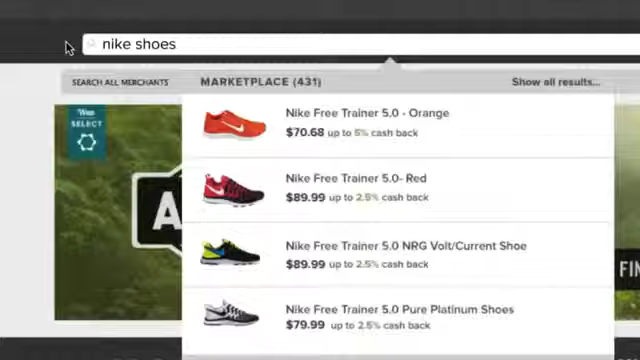 nike shoes
SEARCH ALL MERCHANTS
MARKETPLACE (431)
Show all results...
Nike Free Trainer 5.0 - Orange
$70.68 up to 5% cash back
Nike Free Trainer 5.0- Red
$89.99 up to 2.5% cash back
Nike Free Trainer 5.0 NRG Volt/Current Shoe
$89.99 up to 2.5% cash back
Nike Free Trainer 5.0 Pure Platinum Shoes
$79.99 up to 2.5% cash back
SELECT
A
FIN